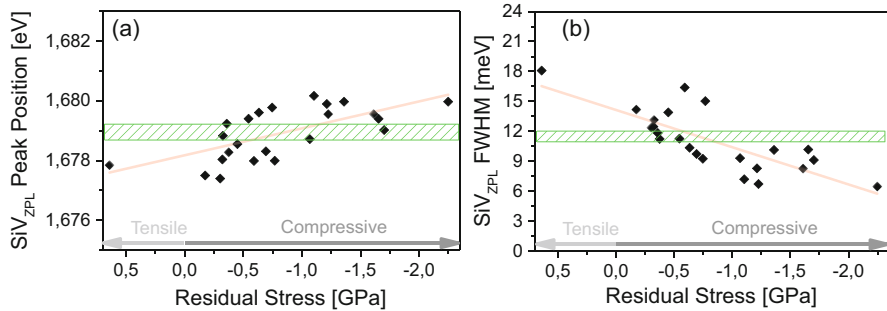 (a)
SiV_ZPL Peak Position [eV]
1,682
1,680
1,678
1,676
Tensile
Compressive
0,5 0,0 -0,5 -1,0 -1,5 -2,0
Residual Stress [GPa]
(b)
SiV_ZPL FWHM [meV]
24
21
18
15
12
9
6
3
0
Tensile
Compressive
0,5 0,0 -0,5 -1,0 -1,5 -2,0
Residual Stress [GPa]